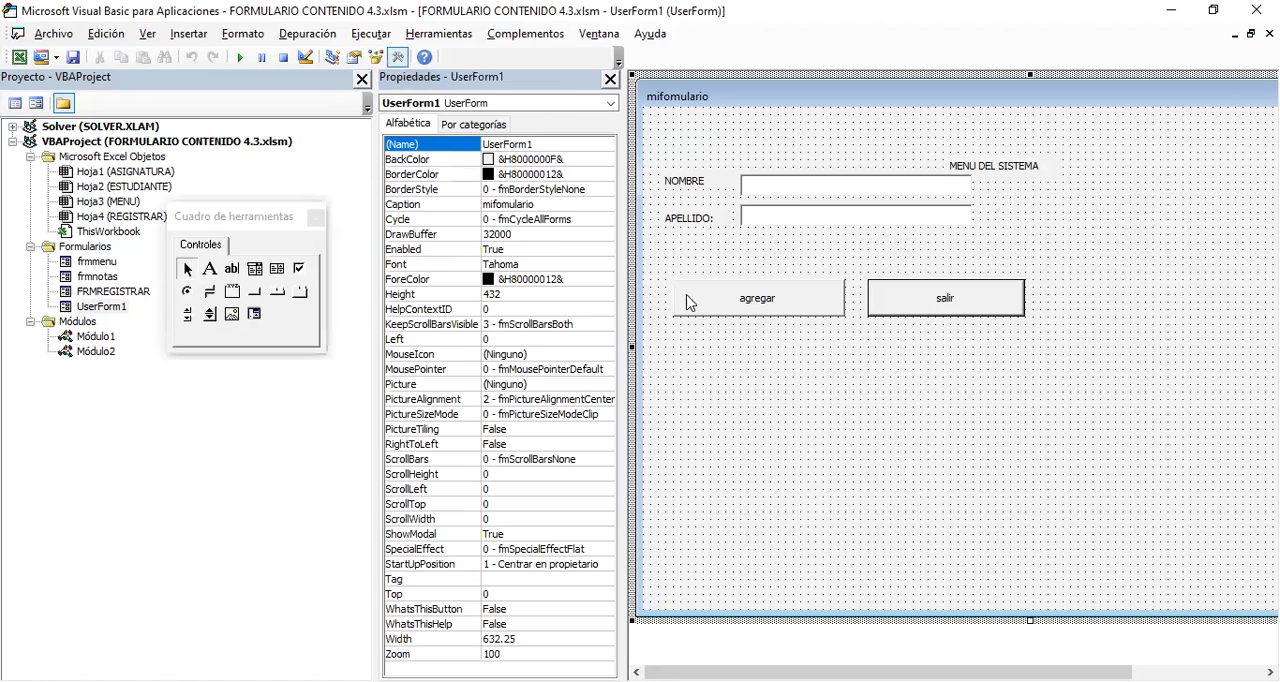 Microsoft Visual Basic para Aplicaciones - FORMULARIO CONTENIDO 4.3.xlsm - [FORMULARIO CONTENIDO 4.3.xlsm - UserForm1 (UserForm)]
Archivo Edición Ver Insertar Formato Depuración Ejecutar Herramientas Complementos Ventana Ayuda
Proyecto - VBAProject
Solver (SOLVER.XLAM)
VBAProject (FORMULARIO CONTENIDO 4.3.xlsm)
Microsoft Excel Objetos
Hoja1 (ASIGNATURA)
Hoja2 (ESTUDIANTE)
Hoja3 (MENU)
Hoja4 (REGISTRAR)
ThisWorkbook
Formularios
frmmenu
frmnotas
FRMREGISTRAR
UserForm1
Módulos
Módulo1
Módulo2
Cuadro de herramientas
Controles
A ab|
Propiedades - UserForm1
UserForm1 UserForm
Alfabética Por categorías
(Name) UserForm1
BackColor &H8000000F&
BorderColor &H80000012&
BorderStyle 0 - fmBorderStyleNone
Caption mifomulario
Cycle 0 - fmCycleAllForms
DrawBuffer 32000
Enabled True
Font Tahoma
ForeColor &H80000012&
Height 432
HelpContextID 0
KeepScrollBarsVisible 3 - fmScrollBarsBoth
Left 0
MouseIcon (Ninguno)
MousePointer 0 - fmMousePointerDefault
Picture (Ninguno)
PictureAlignment 2 - fmPictureAlignmentCenter
PictureSizeMode 0 - fmPictureSizeModeClip
PictureTiling False
RightToLeft False
ScrollBars 0 - fmScrollBarsNone
ScrollHeight 0
ScrollLeft 0
ScrollTop 0
ScrollWidth 0
ShowModal True
SpecialEffect 0 - fmSpecialEffectFlat
StartUpPosition 1 - Centrar en propietario
Tag
Top 0
WhatsThisButton False
WhatsThisHelp False
Width 632.25
Zoom 100
mifomulario
MENU DEL SISTEMA
NOMBRE
APELLIDO:
agregar salir